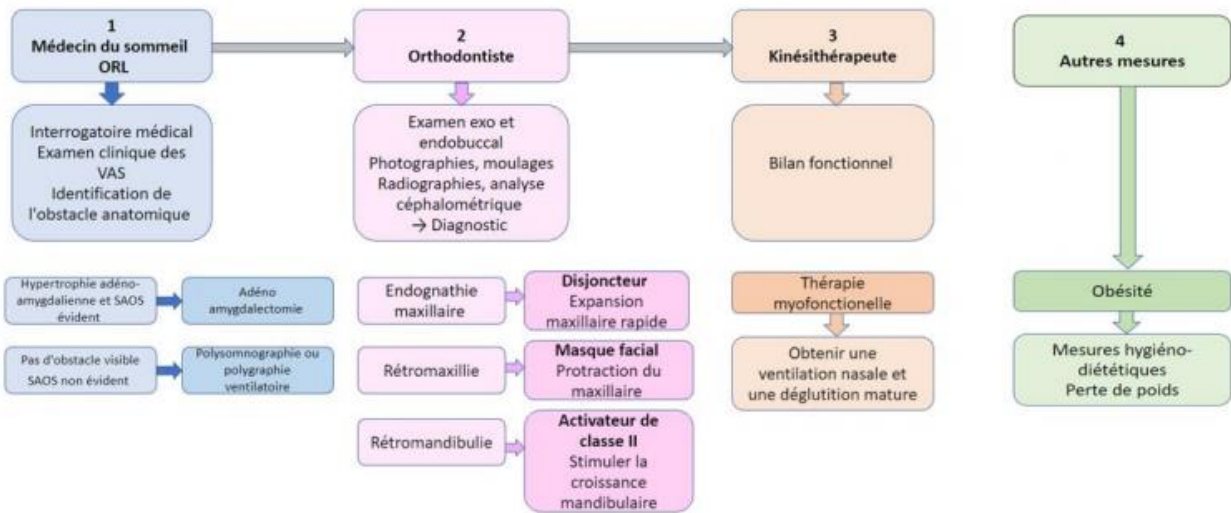 1
Médecin du sommeil
ORL
Interrogatoire médical
Examen clinique des
VAS
Identification de
l'obstacle anatomique
Hypertrophie adéno-
amygdalienne et SAOS
évident
Adéno
amygdalectomie
Pas d'obstacle visible
SAOS non évident
Polysomnographie ou
polygraphie
ventilatoire
2
Orthodontiste
Examen exo et
endobuccal
Photographies, moulages
Radiographies, analyse
céphalométrique
→ Diagnostic
Endognathie
maxillaire
Disjoncteur
Expansion
maxillaire rapide
Rétromaxillie
Masque facial
Protraction du
maxillaire
Rétromandibulie
Activateur de
classe II
Stimuler la
croissance
mandibulaire
3
Kinésithérapeute
Bilan fonctionnel
Thérapie
myofonctionelle
Obtenir une
ventilation nasale et
une déglutition mature
4
Autres mesures
Obésité
Mesures hygiéno-
diététiques
Perte de poids